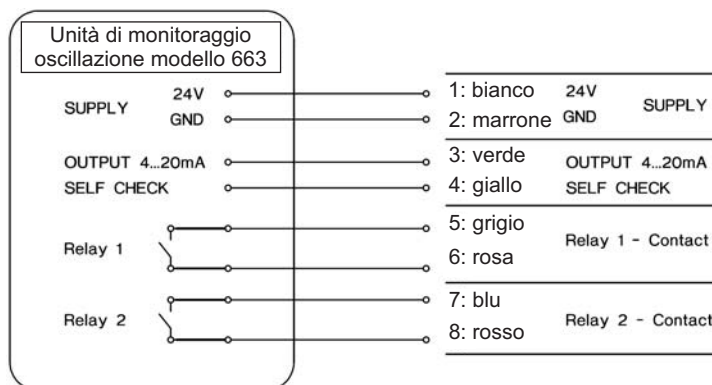 Unità di monitoraggio
oscillazione modello 663
SUPPLY
24V
GND
OUTPUT 4...20mA
SELF CHECK
Relay 1
Relay 2
1: bianco 24V
SUPPLY
2: marrone GND
3: verde OUTPUT 4...20mA
4: giallo SELF CHECK
5: grigio
Relay 1 - Contact
6: rosa
7: blu
Relay 2 - Contact
8: rosso